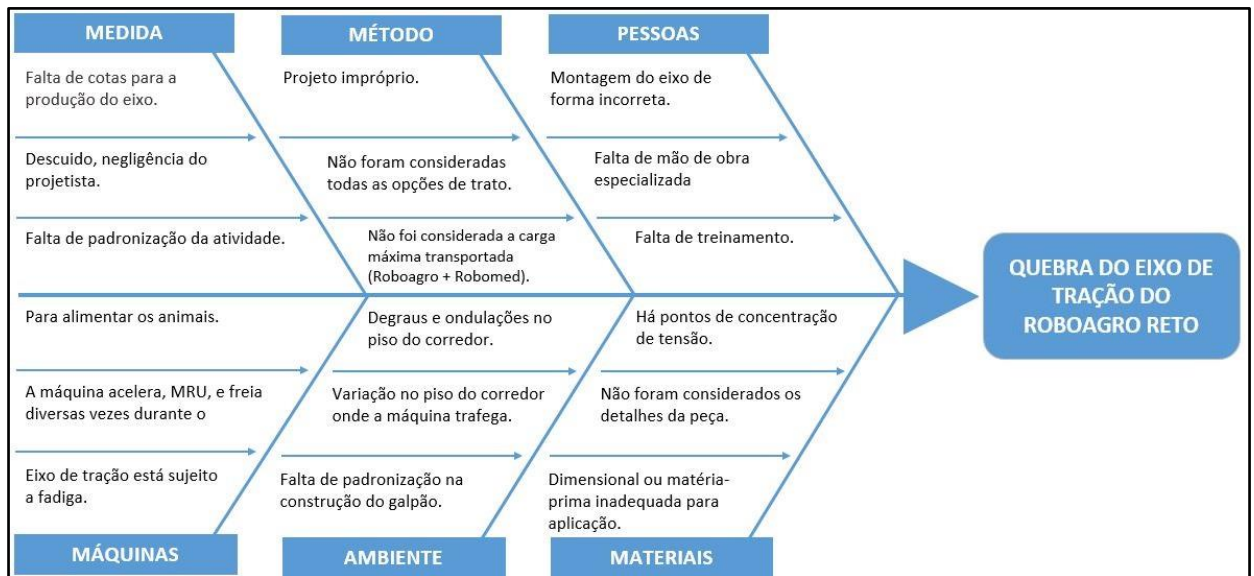 MEDIDA
Falta de cotas para a
produção do eixo.
Descuido, negligência do
projetista.
Falta de padronização da atividade.
MÉTODO
Projeto impróprio.
Não foram consideradas
todas as opções de trato.
Não foi considerada a carga
máxima transportada
(Roboagro + Robomed).
PESSOAS
Montagem do eixo de
forma incorreta.
Falta de mão de obra
especializada
Falta de treinamento.
Para alimentar os animais.
A máquina acelera, MRU, e freia
diversas vezes durante o
Eixo de tração está sujeito
a fadiga.
MÁQUINAS
Degraus e ondulações no
piso do corredor.
Variação no piso do corredor
onde a máquina trafega.
Falta de padronização na
construção do galpão.
AMBIENTE
Há pontos de concentração
de tensão.
Não foram considerados os
detalhes da peça.
Dimensional ou matéria-
prima inadequada para
aplicação.
MATERIAIS
QUEBRA DO EIXO DE
TRAÇÃO DO
ROBOAGRO RETO